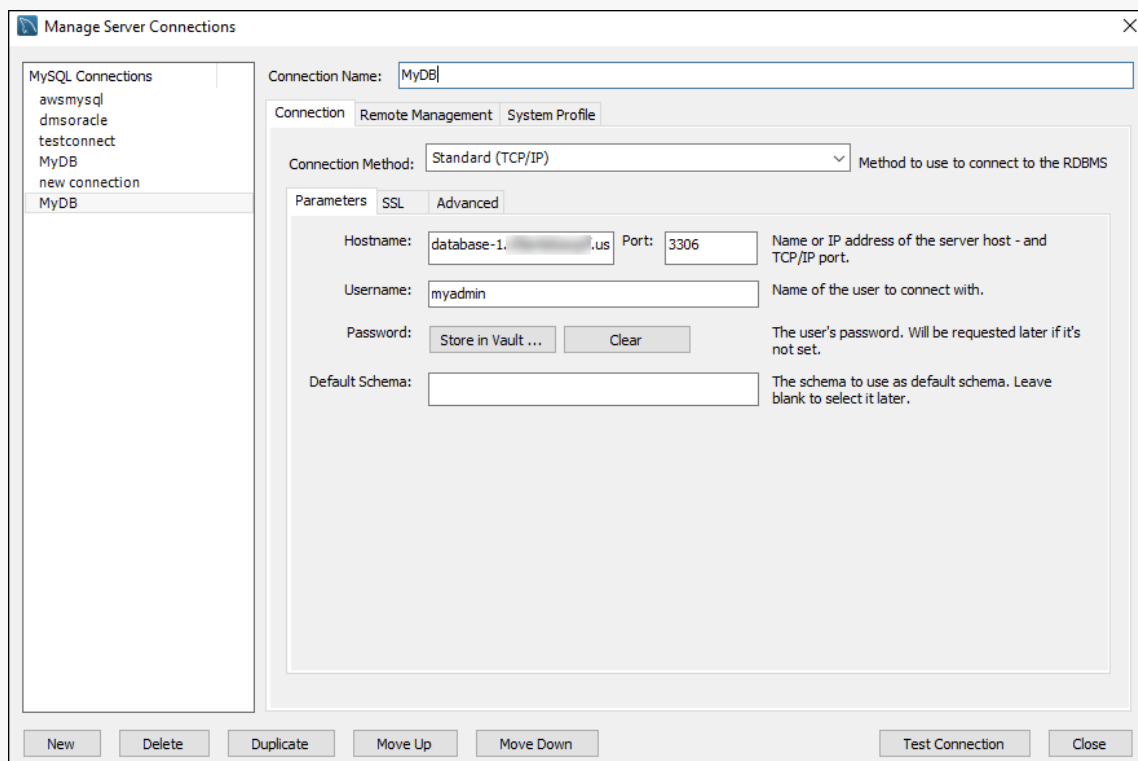 Manage Server Connections
MySQL Connections
awsmysql
dmsoracle
testconnect
MyDB
new connection
MyDB
Connection Name: MyDB
Connection Remote Management System Profile
Connection Method: Standard (TCP/IP) Method to use to connect to the RDBMS
Parameters SSL Advanced
Hostname: database-1. .us Port: 3306 Name or IP address of the server host - and
TCP/IP port.
Username: myadmin Name of the user to connect with.
Password: Store in Vault ... Clear The user's password. Will be requested later if it's
not set.
Default Schema: The schema to use as default schema. Leave
blank to select it later.
New Delete Duplicate Move Up Move Down Test Connection Close